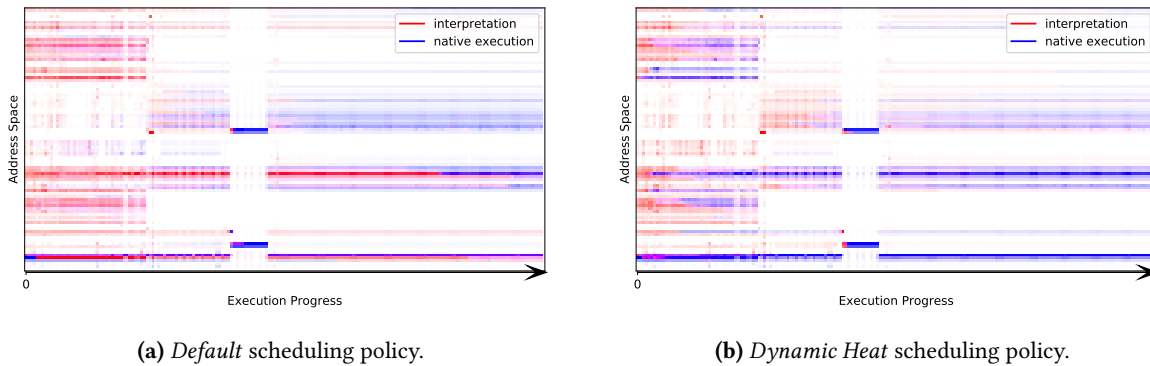 interpretation
native execution
Address Space
0
Execution Progress
(a) Default scheduling policy.
interpretation
native execution
Address Space
0
Execution Progress
(b) Dynamic Heat scheduling policy.